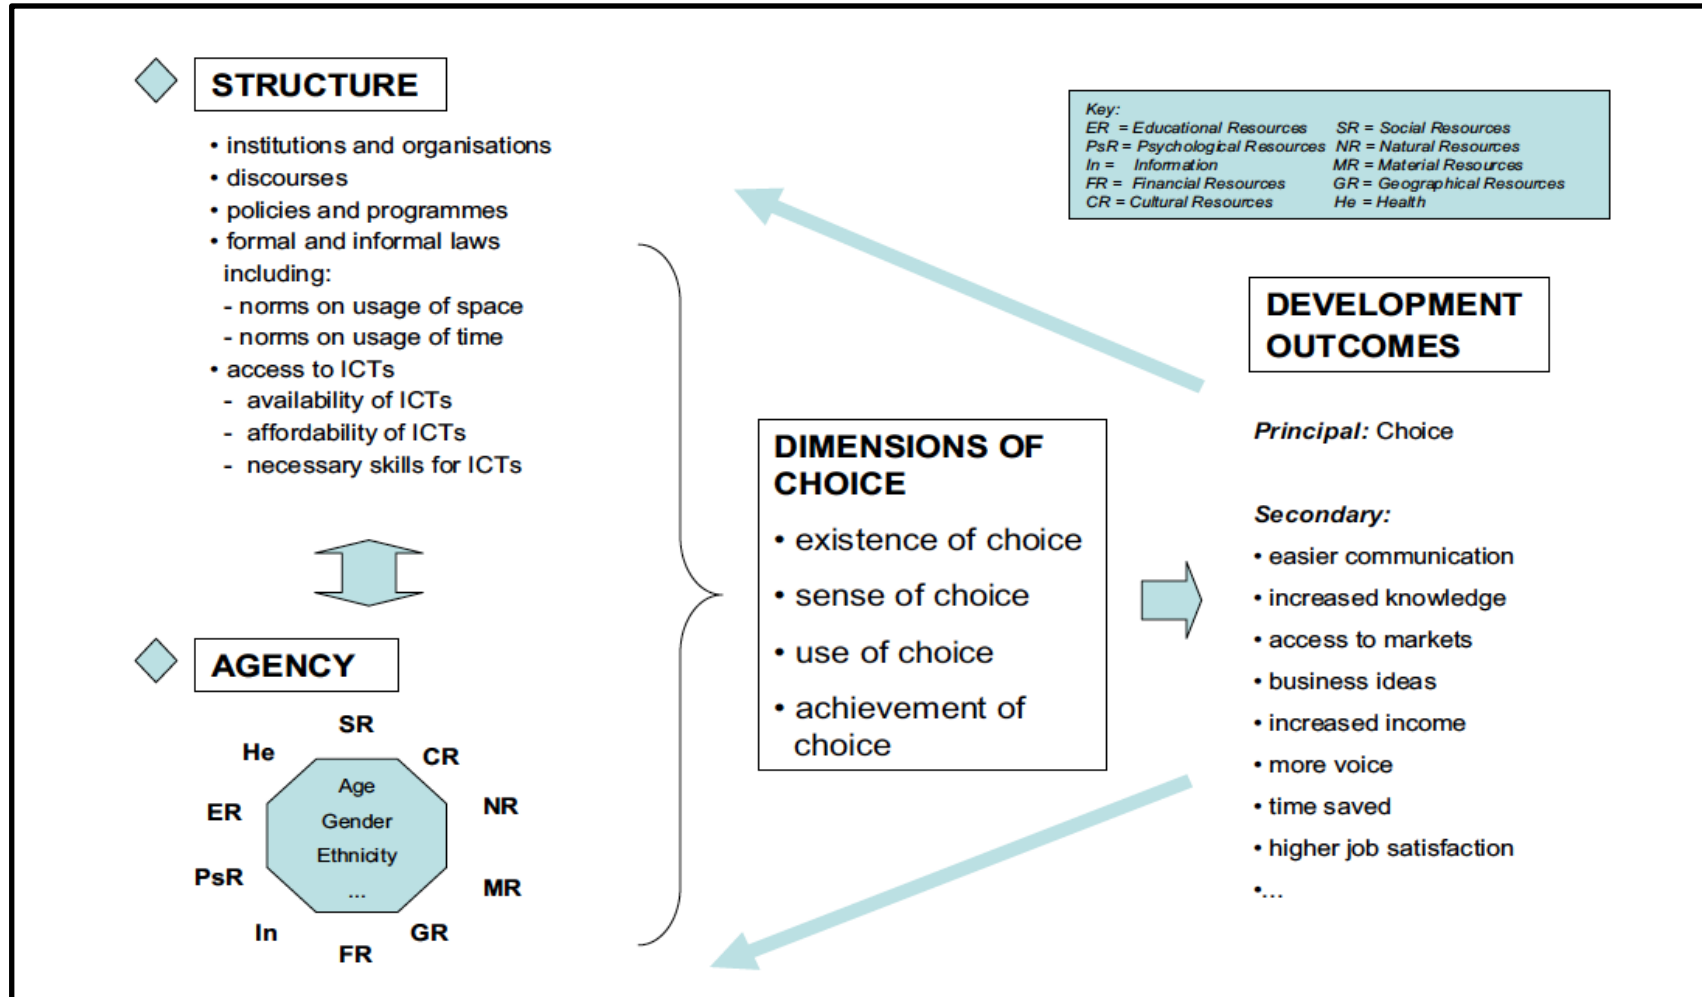 STRUCTURE
• institutions and organisations
• discourses
• policies and programmes
• formal and informal laws
including:
- norms on usage of space
- norms on usage of time
• access to ICTs
- availability of ICTs
- affordability of ICTs
- necessary skills for ICTs
AGENCY
SR
He
CR
ER
NR
PsR
MR
In
GR
FR
Age
Gender
Ethnicity
...
DIMENSIONS OF
CHOICE
• existence of choice
• sense of choice
• use of choice
• achievement of
choice
Key:
ER = Educational Resources SR = Social Resources
PsR = Psychological Resources NR = Natural Resources
In = Information MR = Material Resources
FR = Financial Resources GR = Geographical Resources
CR = Cultural Resources He = Health
DEVELOPMENT
OUTCOMES
Principal: Choice
Secondary:
• easier communication
• increased knowledge
• access to markets
• business ideas
• increased income
• more voice
• time saved
• higher job satisfaction
•...